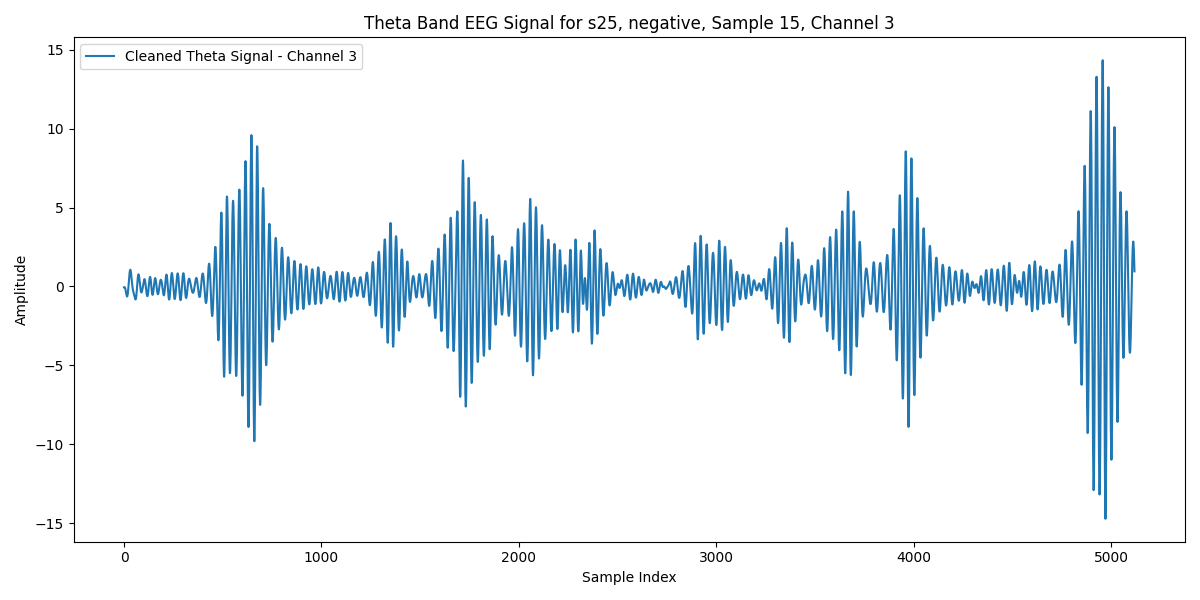 Theta Band EEG Signal for s25, negative, Sample 15, Channel 3
Cleaned Theta Signal - Channel 3
Amplitude
15
10
5
0
−5
−10
−15
0 1000 2000 3000 4000 5000
Sample Index